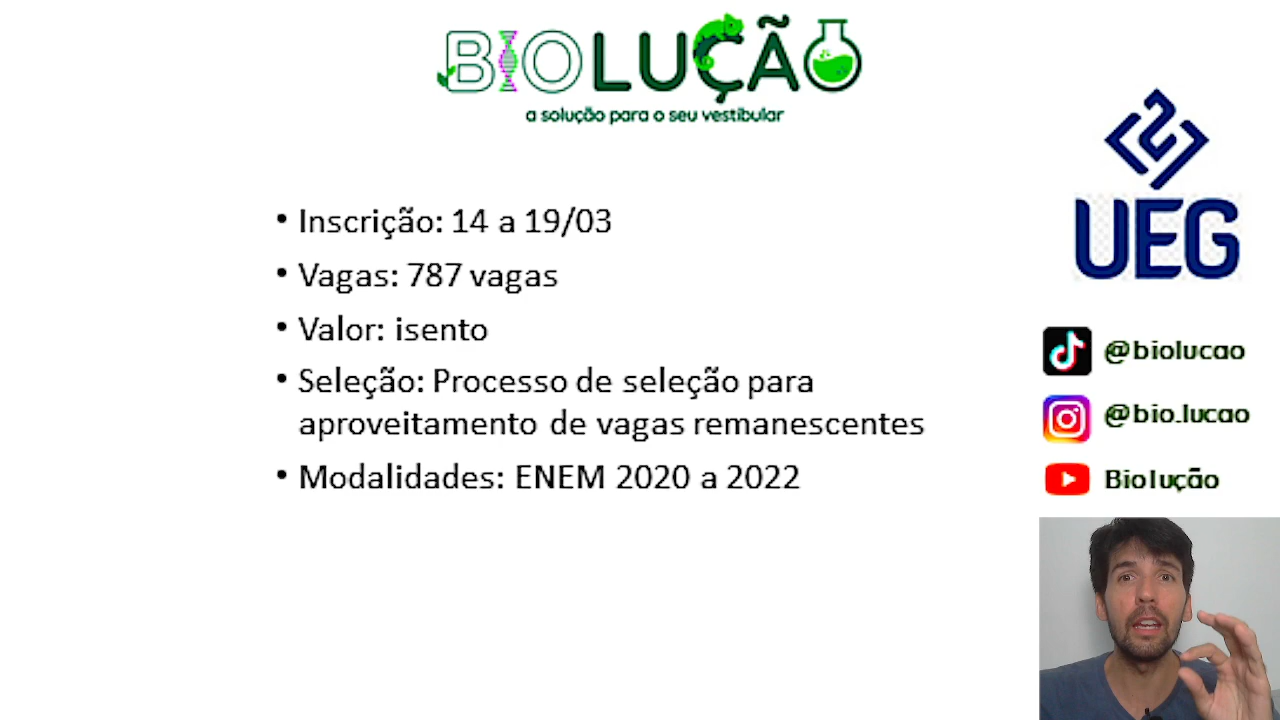 BIOLUÇÃO
a solução para o seu vestibular
UEG
• Inscrição: 14 a 19/03
• Vagas: 787 vagas
• Valor: isento
• Seleção: Processo de seleção para
aproveitamento de vagas remanescentes
• Modalidades: ENEM 2020 a 2022
@biolucao
@bio.lucao
Biolução